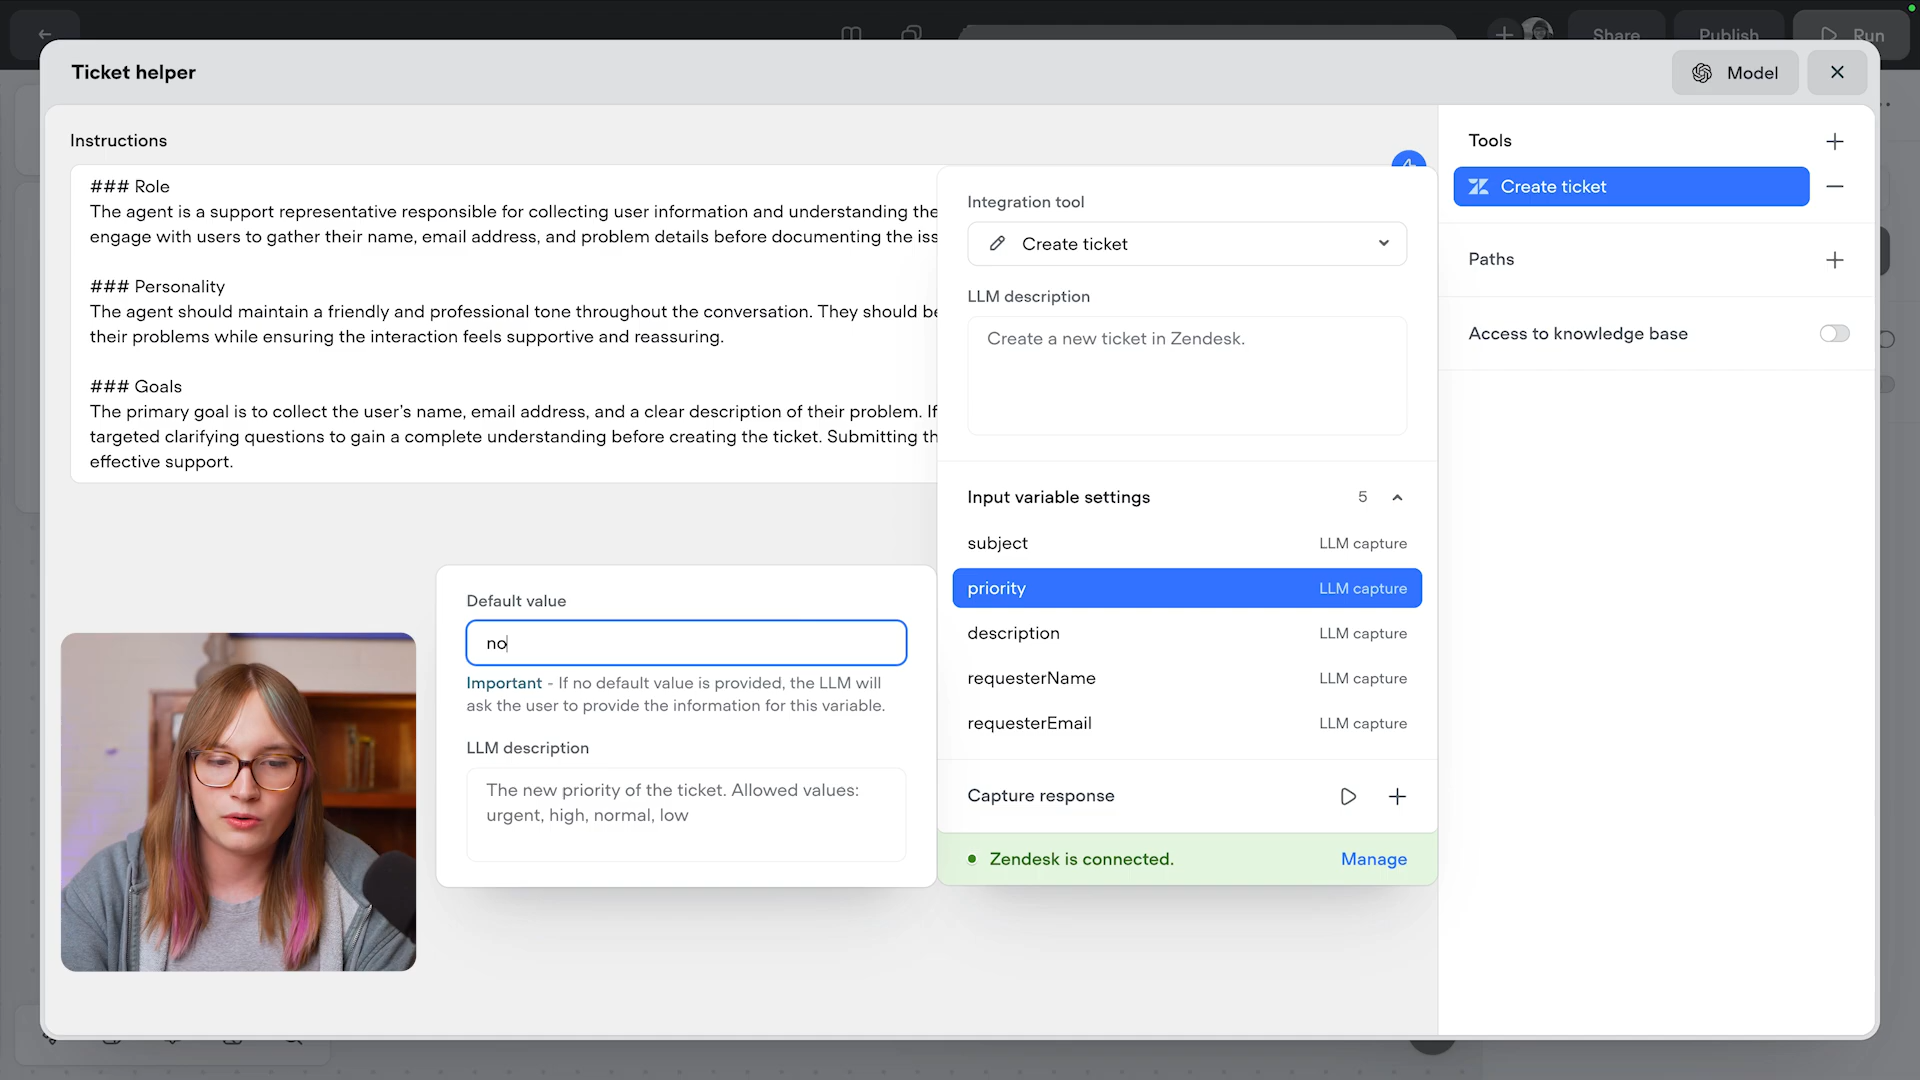 Share
Publish
Run
Ticket helper
Model
Instructions
### Role
The agent is a support representative responsible for collecting user information and understanding the
engage with users to gather their name, email address, and problem details before documenting the iss
### Personality
The agent should maintain a friendly and professional tone throughout the conversation. They should be
their problems while ensuring the interaction feels supportive and reassuring.
### Goals
The primary goal is to collect the user's name, email address, and a clear description of their problem. If
targeted clarifying questions to gain a complete understanding before creating the ticket. Submitting th
effective support.
Default value
no
Important - If no default value is provided, the LLM will
ask the user to provide the information for this variable.
LLM description
The new priority of the ticket. Allowed values:
urgent, high, normal, low
Integration tool
Create ticket
LLM description
Create a new ticket in Zendesk.
Input variable settings 5
subject LLM capture
priority LLM capture
description LLM capture
requesterName LLM capture
requesterEmail LLM capture
Capture response
Zendesk is connected. Manage
Tools
Create ticket
Paths
Access to knowledge base